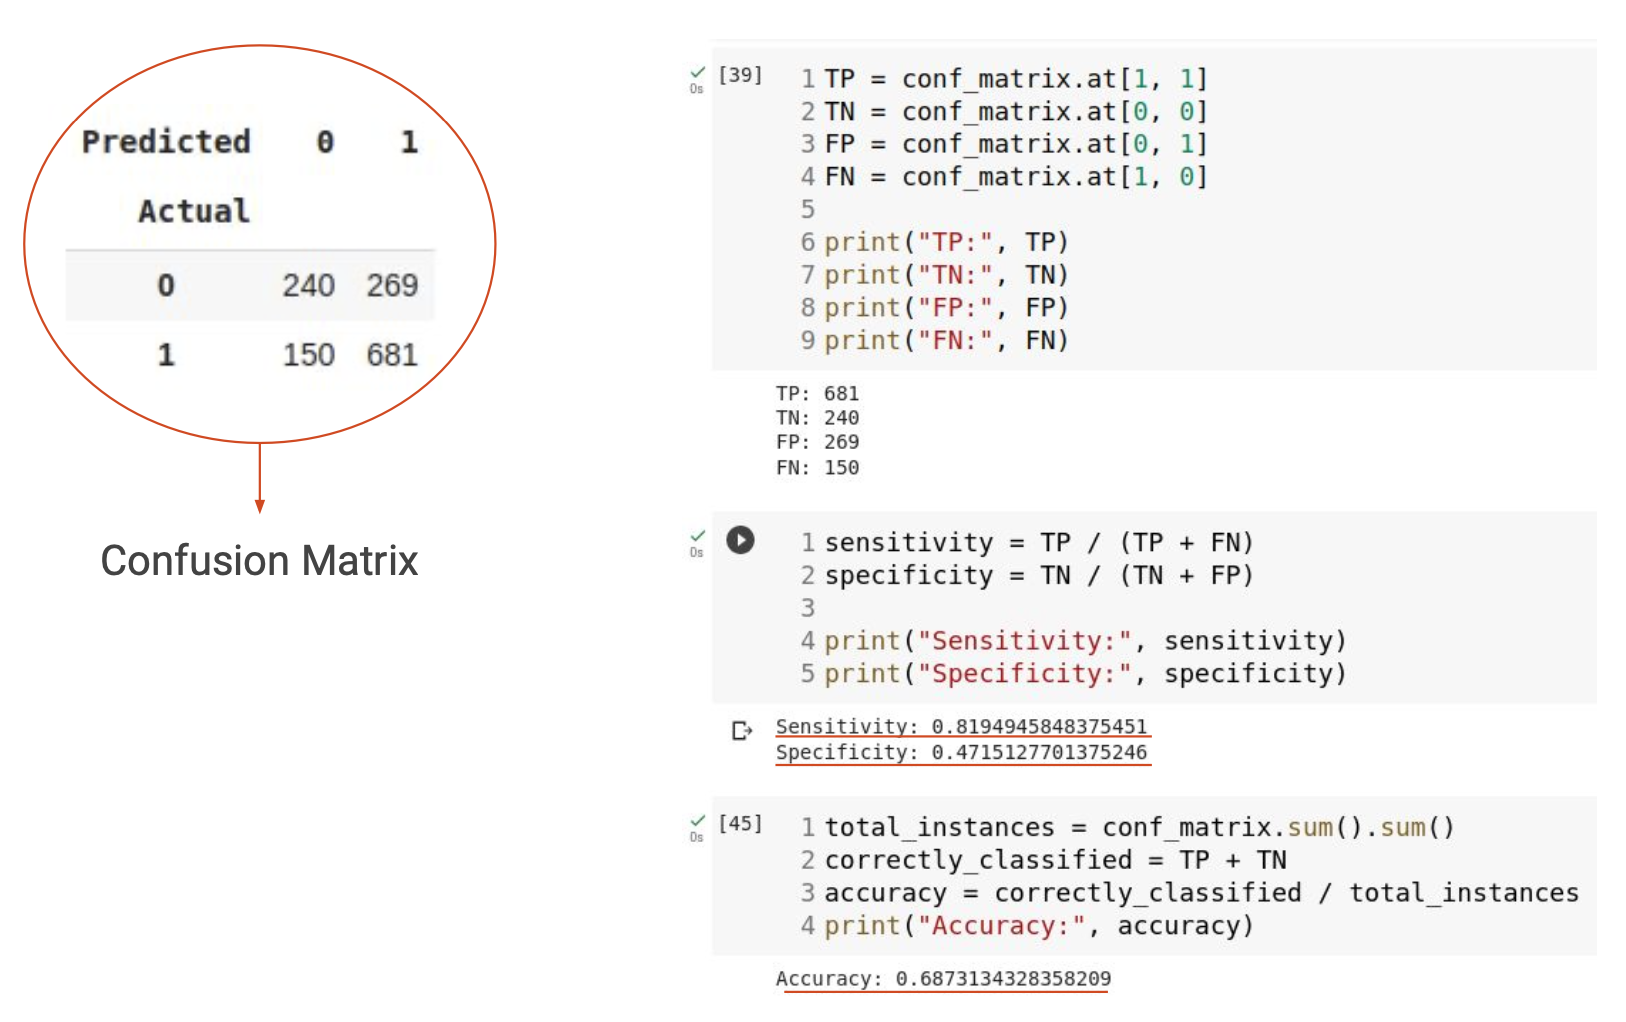 Predicted 0 1
Actual
0 240 269
1 150 681
Confusion Matrix
0s
[39]
1 TP = conf_matrix.at[1, 1]
2 TN = conf_matrix.at[0, 0]
3 FP = conf_matrix.at[0, 1]
4 FN = conf_matrix.at[1, 0]
5
6 print("TP:", TP)
7 print("TN:", TN)
8 print("FP:", FP)
9 print("FN:", FN)
TP: 681
TN: 240
FP: 269
FN: 150
0s
1 sensitivity = TP / (TP + FN)
2 specificity = TN / (TN + FP)
3
4 print("Sensitivity:", sensitivity)
5 print("Specificity:", specificity)
Sensitivity: 0.8194945848375451
Specificity: 0.4715127701375246
0s
[45]
1 total_instances = conf_matrix.sum().sum()
2 correctly_classified = TP + TN
3 accuracy = correctly_classified / total_instances
4 print("Accuracy:", accuracy)
Accuracy: 0.6873134328358209